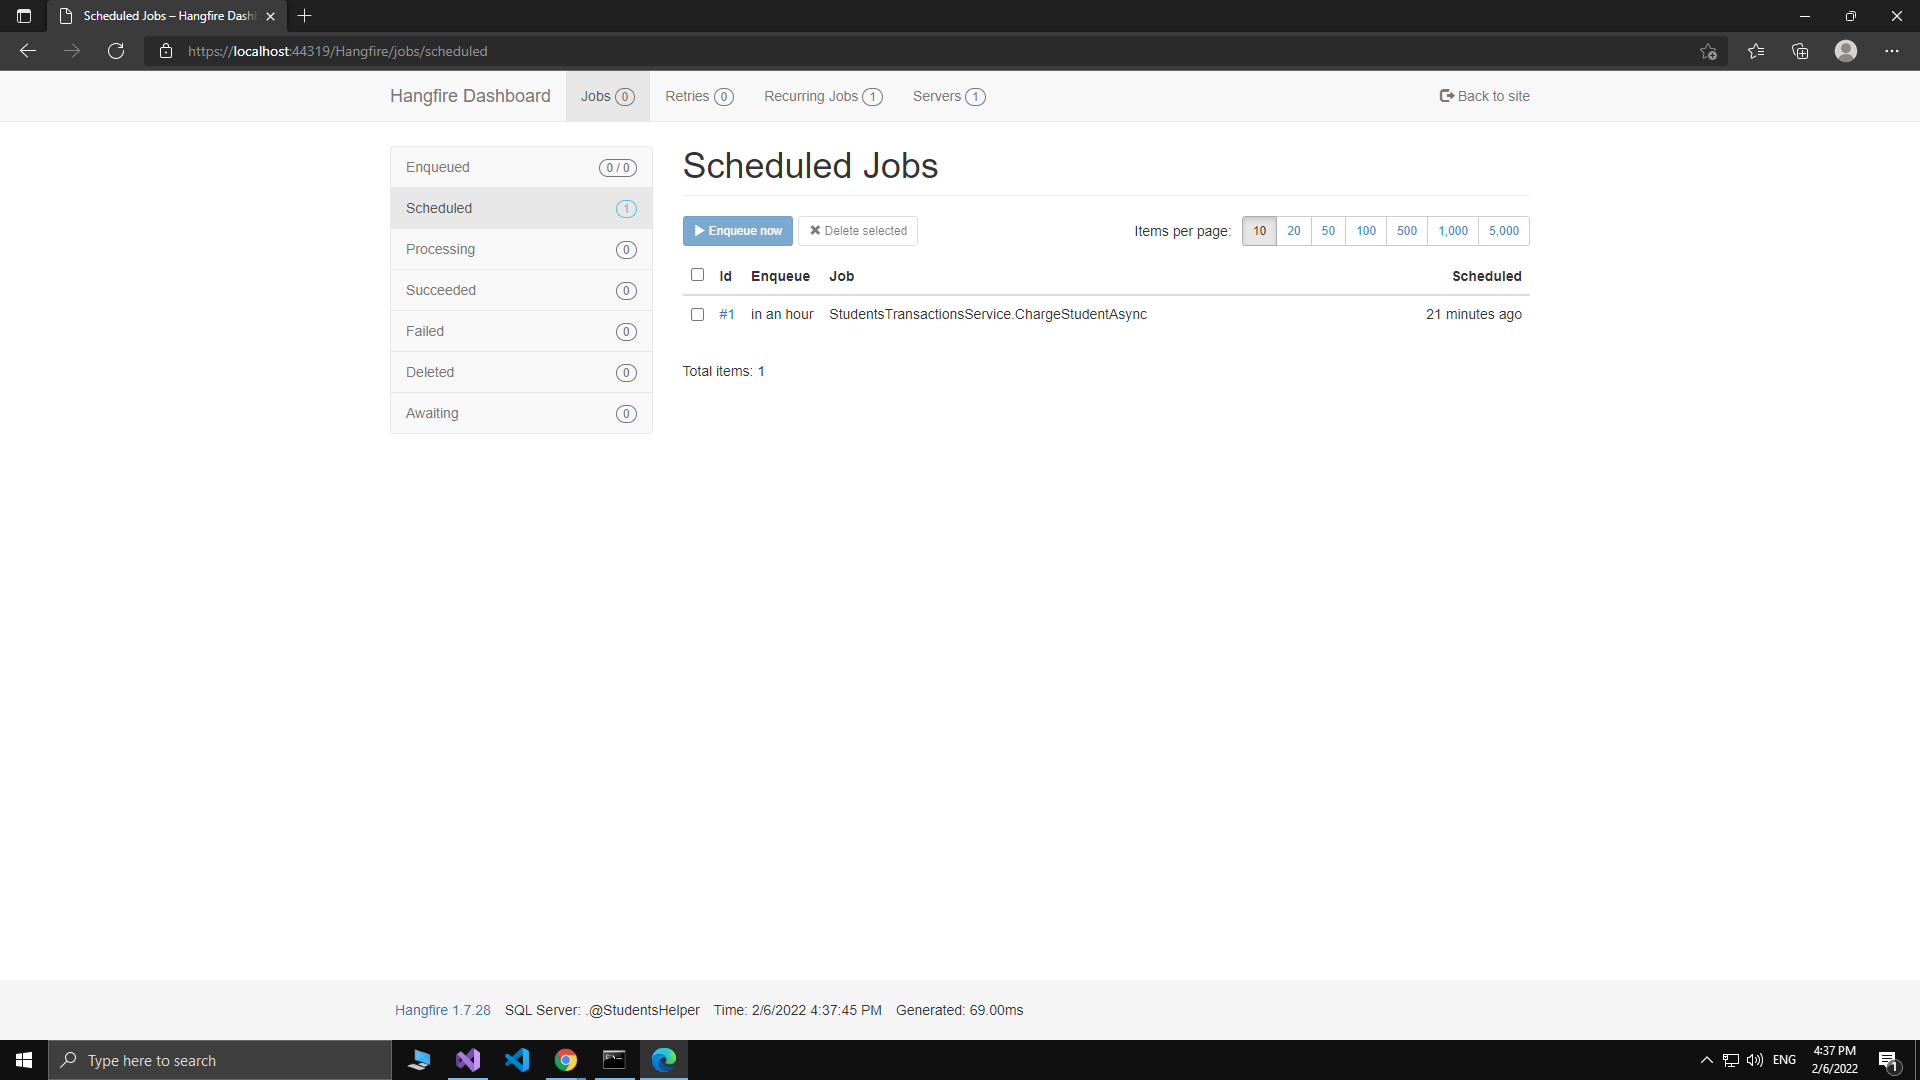 Scheduled Jobs – Hangfire Dash
https://localhost:44319/Hangfire/jobs/scheduled
Hangfire Dashboard Jobs 0 Retries 0 Recurring Jobs 1 Servers 1 Back to site
Enqueued 0 / 0
Scheduled 1
Processing 0
Succeeded 0
Failed 0
Deleted 0
Awaiting 0
Scheduled Jobs
Enqueue now Delete selected Items per page: 10 20 50 100 500 1,000 5,000
Id Enqueue Job Scheduled
#1 in an hour StudentsTransactionsService.ChargeStudentAsync 21 minutes ago
Total items: 1
Hangfire 1.7.28 SQL Server: .@StudentsHelper Time: 2/6/2022 4:37:45 PM Generated: 69.00ms
Type here to search
ENG
4:37 PM
2/6/2022
1